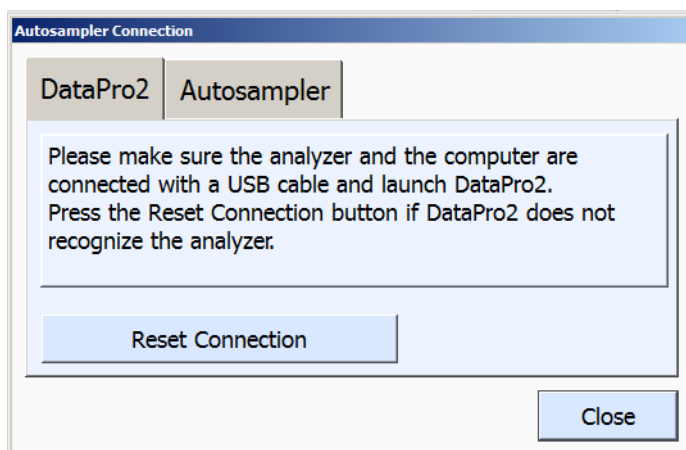 Autosampler Connection
DataPro2 Autosampler
Please make sure the analyzer and the computer are
connected with a USB cable and launch DataPro2.
Press the Reset Connection button if DataPro2 does not
recognize the analyzer.
Reset Connection
Close